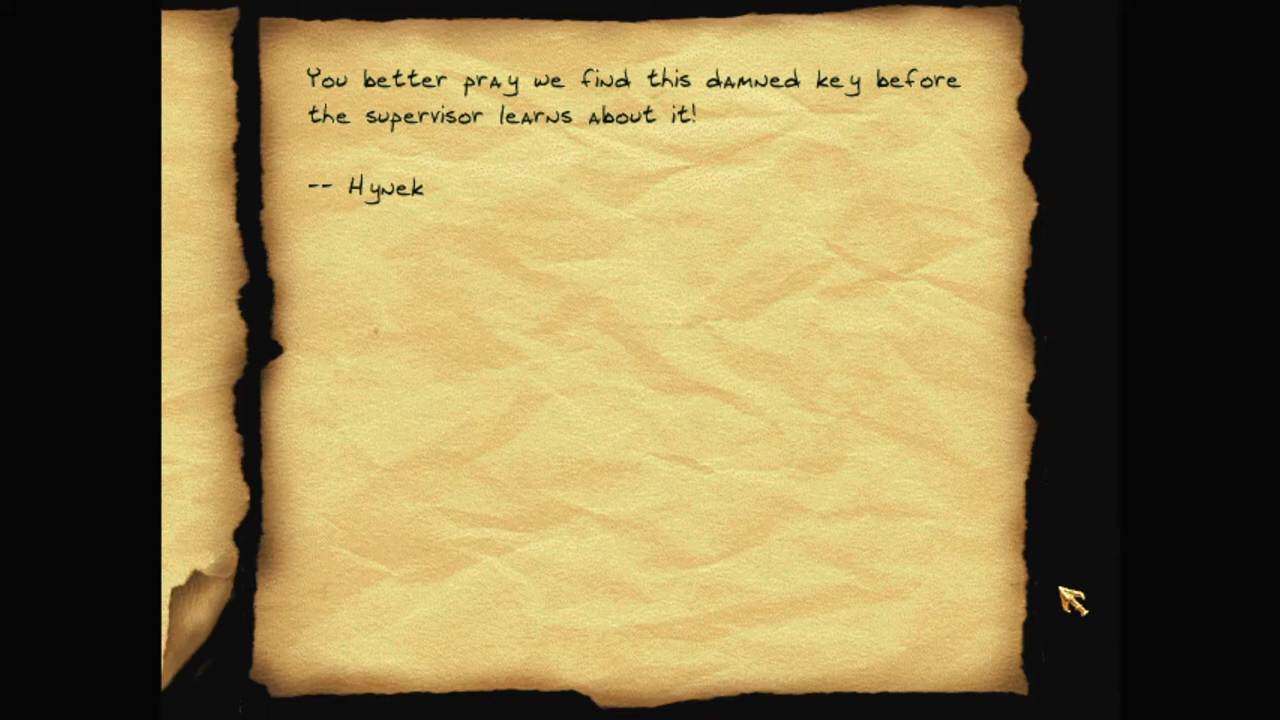 You better pray we find this damned key before
the supervisor learns about it!
-- Hynek